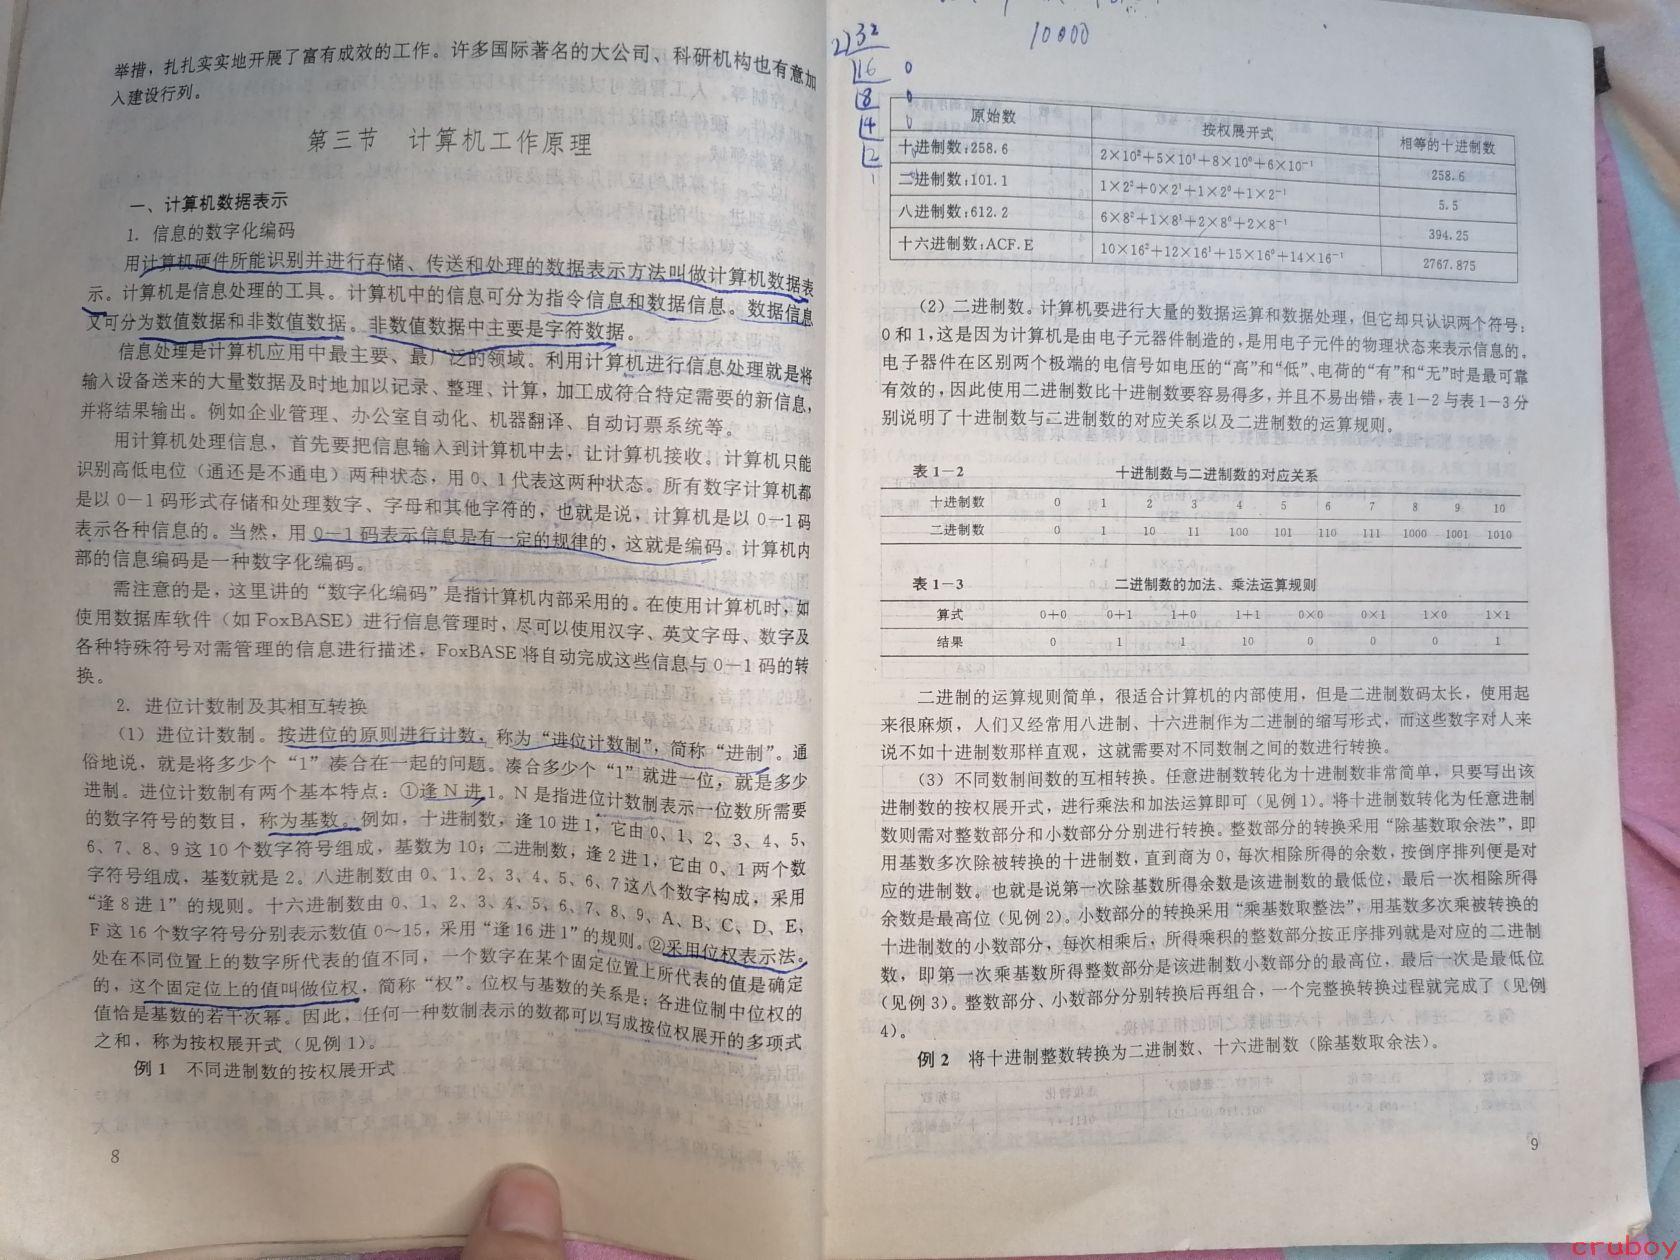 举措，扎扎实实地开展了富有成效的工作。许多国际著名的大公司、科研机构也有意加
入建设行列。
第三节 计算机工作原理
一、计算机数据表示
1. 信息的数字化编码
用计算机硬件所能识别并进行存储、传送和处理的数据表示方法叫做计算机数据表
示。计算机是信息处理的工具。计算机中的信息可分为指令信息和数据信息。数据信息
又可分为数值数据和非数值数据。非数值数据中主要是字符数据。
信息处理是计算机应用中最主要、最广泛的领域。利用计算机进行信息处理就是将
输入设备送来的大量数据及时地加以记录、整理、计算，加工成符合特定需要的新信息，
并将结果输出。例如企业管理、办公室自动化、机器翻译、自动订票系统等。
用计算机处理信息，首先要把信息输入到计算机中去，让计算机接收。计算机只能
识别高低电位（通还是不通电）两种状态，用 0、1 代表这两种状态。所有数字计算机都
是以 0—1 码形式存储和处理数字、字母和其他字符的，也就是说，计算机是以 0—1 码
表示各种信息的。当然，用 0—1 码表示信息是有一定的规律的，这就是编码。计算机内
部的信息编码是一种数字化编码。
需注意的是，这里讲的“数字化编码”是指计算机内部采用的。在使用计算机时，如
使用数据库软件（如 FoxBASE）进行信息管理时，尽可以使用汉字、英文字母、数字及
各种特殊符号对需管理的信息进行描述，FoxBASE 将自动完成这些信息与 0—1 码的转
换。
2. 进位计数制及其相互转换
（1）进位计数制。按进位的原则进行计数，称为“进位计数制”，简称“进制”。通
俗地说，就是将多少个“1”凑合在一起的问题。凑合多少个“1”就进一位，就是多少
进制。进位计数制有两个基本特点：①逢 N 进 1。N 是指进位计数制表示一位数所需要
的数字符号的数目，称为基数。例如，十进制数，逢 10 进 1，它由 0、1、2、3、4、5、
6、7、8、9 这 10 个数字符号组成，基数为 10；二进制数，逢 2 进 1，它由 0、1 两个数
字符号组成，基数就是 2。八进制数由 0、1、2、3、4、5、6、7 这八个数字构成，采用
“逢 8 进 1”的规则。十六进制数由 0、1、2、3、4、5、6、7、8、9、A、B、C、D、E、
F 这 16 个数字符号分别表示数值 0～15，采用“逢 16 进 1”的规则。②采用位权表示法。
处在不同位置上的数字所代表的值不同，一个数字在某个固定位置上所代表的值是确定
的，这个固定位上的值叫做位权，简称“权”。位权与基数的关系是：各进位制中位权的
值恰是基数的若干次幂。因此，任何一种数制表示的数都可以写成按位权展开的多项式
之和，称为按权展开式（见例 1）。
例 1 不同进制数的按权展开式
8
2)32
10000
16 0
8 0
4 0
2 0
1 0
原始数 按权展开式 相等的十进制数
十进制数：258.6 2×10²+5×10¹+8×10⁰+6×10⁻¹ 258.6
二进制数：101.1 1×2²+0×2¹+1×2⁰+1×2⁻¹ 5.5
八进制数：612.2 6×8²+1×8¹+2×8⁰+2×8⁻¹ 394.25
十六进制数：ACF.E 10×16²+12×16¹+15×16⁰+14×16⁻¹ 2767.875
（2）二进制数。计算机要进行大量的数据运算和数据处理，但它却只认识两个符号：
0 和 1，这是因为计算机是由电子元器件制造的，是用电子元件的物理状态来表示信息的。
电子器件在区别两个极端的电信号如电压的“高”和“低”、电荷的“有”和“无”时是最可靠
有效的，因此使用二进制数比十进制数要容易得多，并且不易出错，表 1—2 与表 1—3 分
别说明了十进制数与二进制数的对应关系以及二进制数的运算规则。
表 1—2 十进制数与二进制数的对应关系
十进制数 0 1 2 3 4 5 6 7 8 9 10
二进制数 0 1 10 11 100 101 110 111 1000 1001 1010
表 1—3 二进制数的加法、乘法运算规则
算式 0+0 0+1 1+0 1+1 0×0 0×1 1×0 1×1
结果 0 1 1 10 0 0 0 1
二进制的运算规则简单，很适合计算机的内部使用，但是二进制数码太长，使用起
来很麻烦，人们又经常用八进制、十六进制作为二进制的缩写形式，而这些数字对人来
说不如十进制数那样直观，这就需要对不同数制之间的数进行转换。
（3）不同数制间数的互相转换。任意进制数转化为十进制数非常简单，只要写出该
进制数的按权展开式，进行乘法和加法运算即可（见例 1）。将十进制数转化为任意进制
数则需对整数部分和小数部分分别进行转换。整数部分的转换采用“除基数取余法”，即
用基数多次除被转换的十进制数，直到商为 0，每次相除所得的余数，按倒序排列便是对
应的进制数。也就是说第一次除基数所得余数是该进制数的最低位，最后一次相除所得
余数是最高位（见例 2）。小数部分的转换采用“乘基数取整法”，用基数多次乘被转换的
十进制数的小数部分，每次相乘后，所得乘积的整数部分按正序排列就是对应的二进制
数，即第一次乘基数所得整数部分是该进制数小数部分的最高位，最后一次是最低位
（见例 3）。整数部分、小数部分分别转换后再组合，一个完整换转换过程就完成了（见例
4）。
例 2 将十进制整数转换为二进制数、十六进制数（除基数取余法）。
9
cruboy